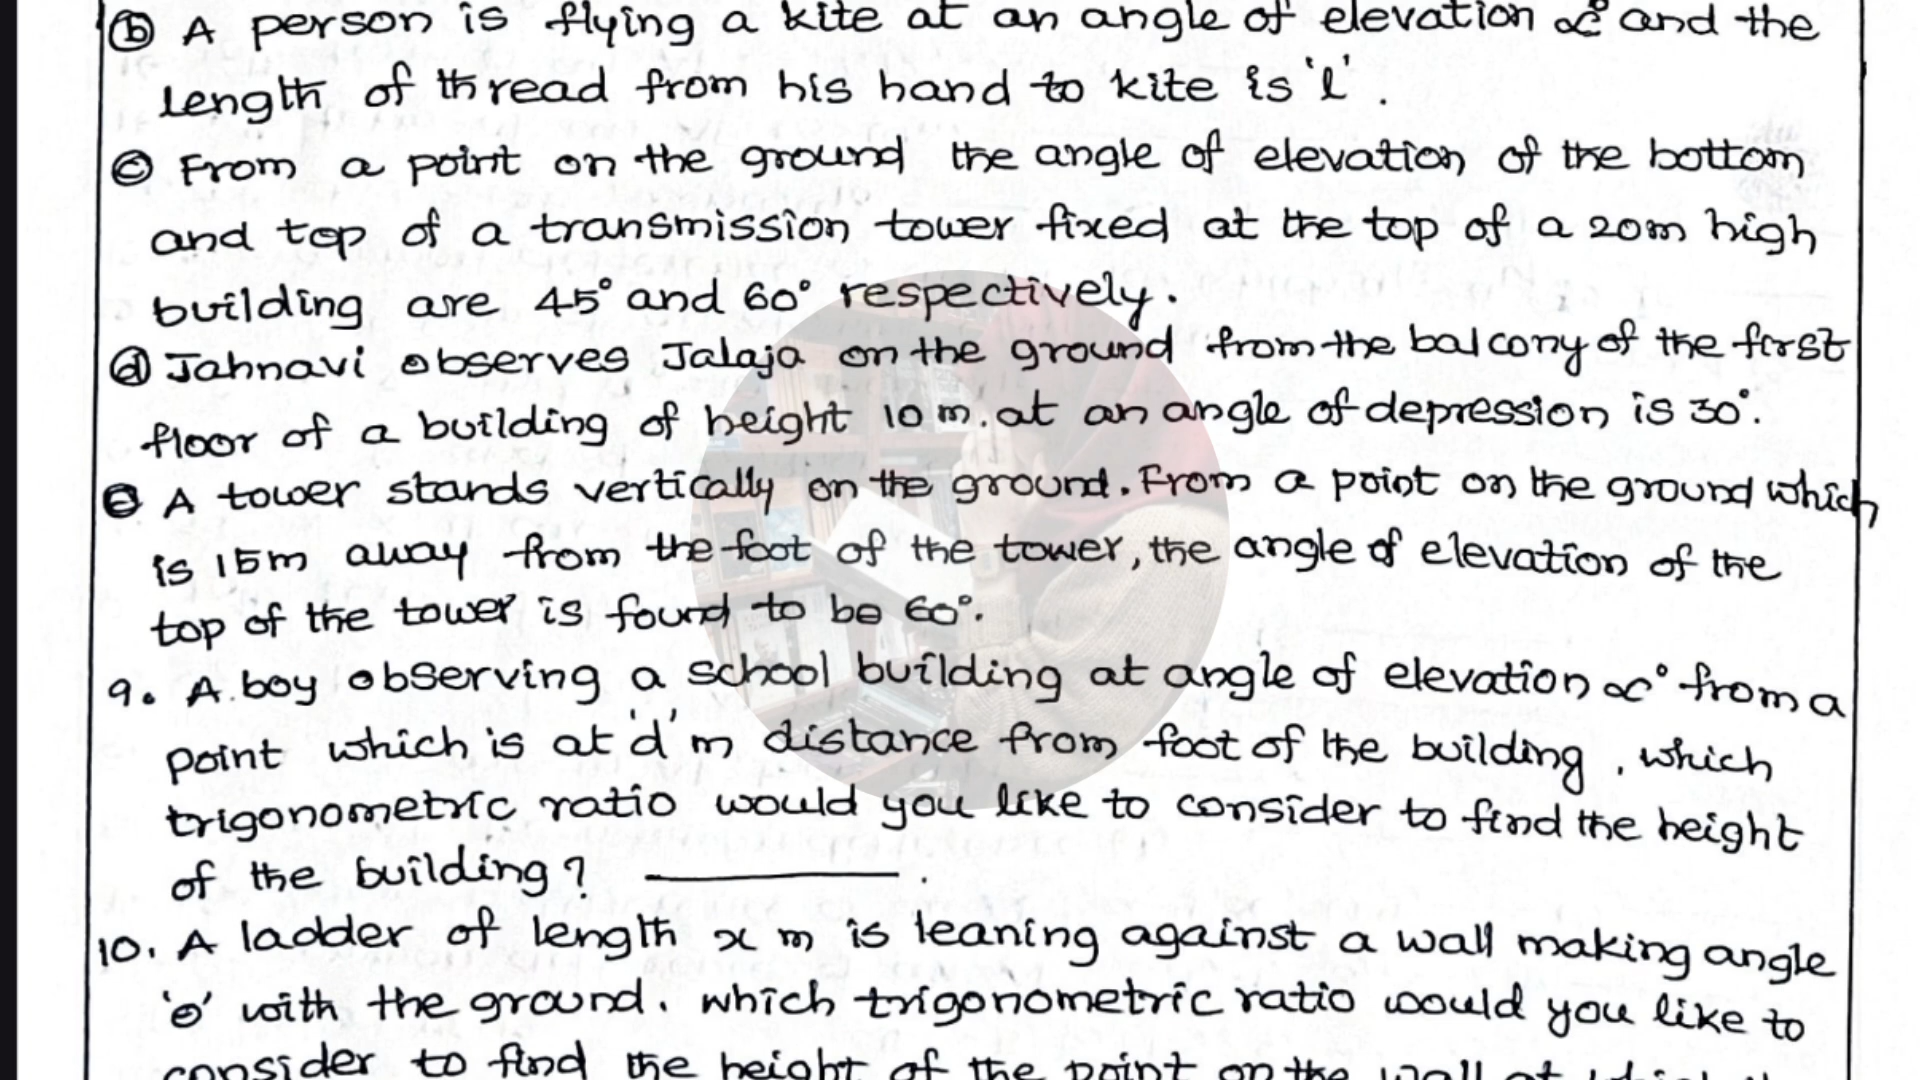 ⓑ A person is flying a kite at an angle of elevation α° and the
length of thread from his hand to kite is 'l'.
ⓒ From a point on the ground the angle of elevation of the bottom
and top of a transmission tower fixed at the top of a 20m high
building are 45° and 60° respectively.
ⓓ Jahnavi observes Jalaja on the ground from the balcony of the first
floor of a building of height 10 m. at an angle of depression is 30°.
ⓔ A tower stands vertically on the ground. From a point on the ground which
is 15m away from the foot of the tower, the angle of elevation of the
top of the tower is found to be 60°.
9. A boy observing a school building at angle of elevation α° from a
point which is at 'd' m distance from foot of the building, which
trigonometric ratio would you like to consider to find the height
of the building? ________.
10. A ladder of length x m is leaning against a wall making angle
'θ' with the ground. which trigonometric ratio would you like to
consider to find the height of the point on the wall at which the